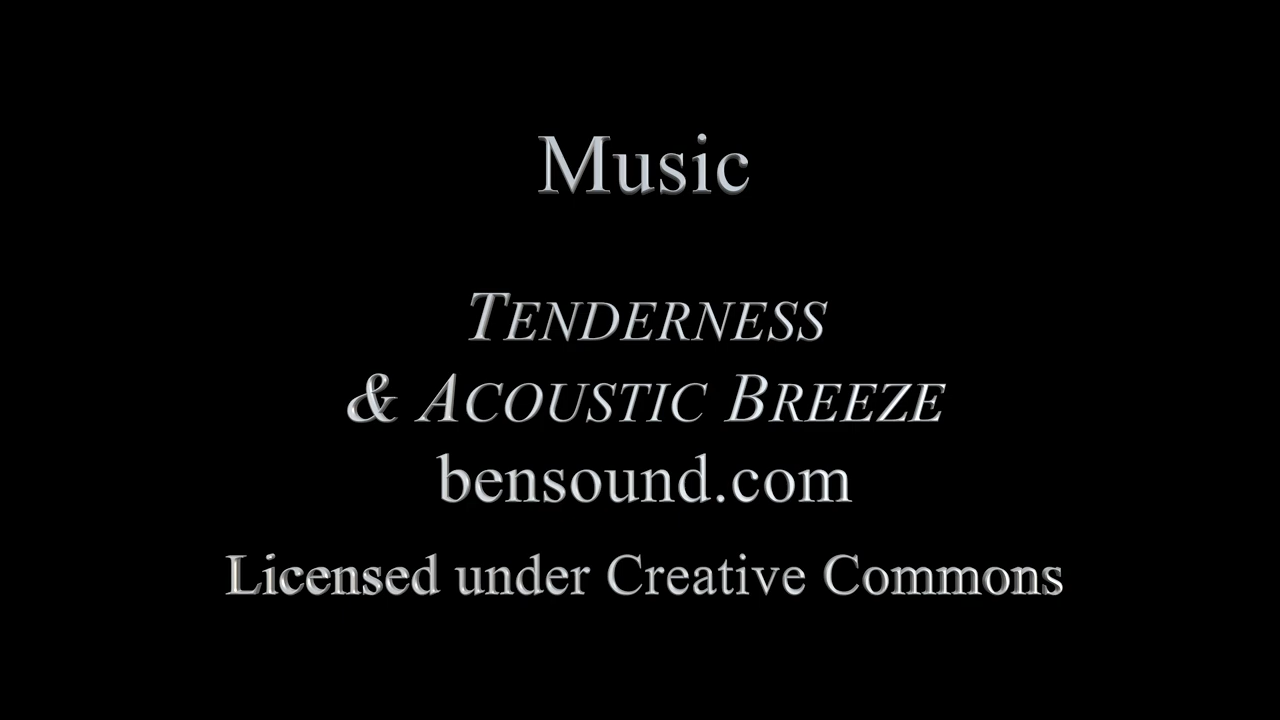 Music
TENDERNESS
& ACOUSTIC BREEZE
bensound.com
Licensed under Creative Commons